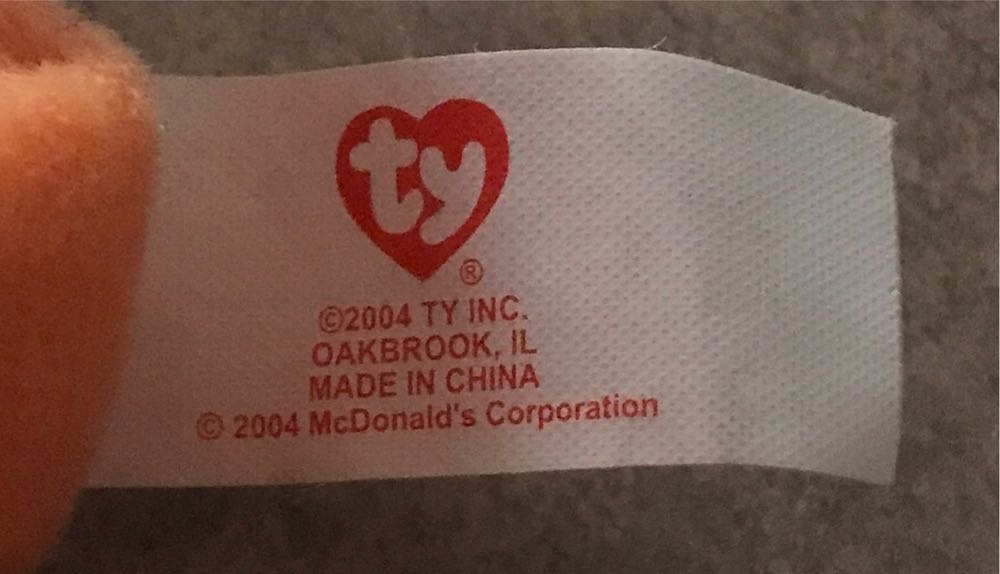 ty
®
©2004 TY INC.
OAKBROOK, IL
MADE IN CHINA
© 2004 McDonald's Corporation